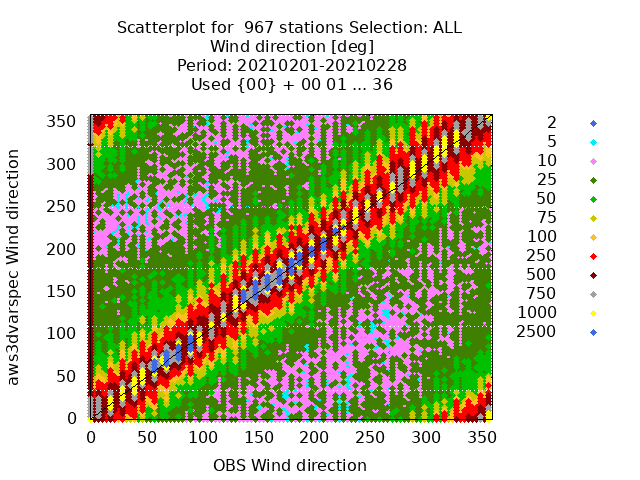 Scatterplot for  967 stations Selection: ALL
Wind direction [deg]
Period: 20210201-20210228
Used {00} + 00 01 ... 36
350
300
250
200
150
100
50
0
aws3dvarspec Wind direction
0 50 100 150 200 250 300 350
OBS Wind direction
2
5
10
25
50
75
100
250
500
750
1000
2500